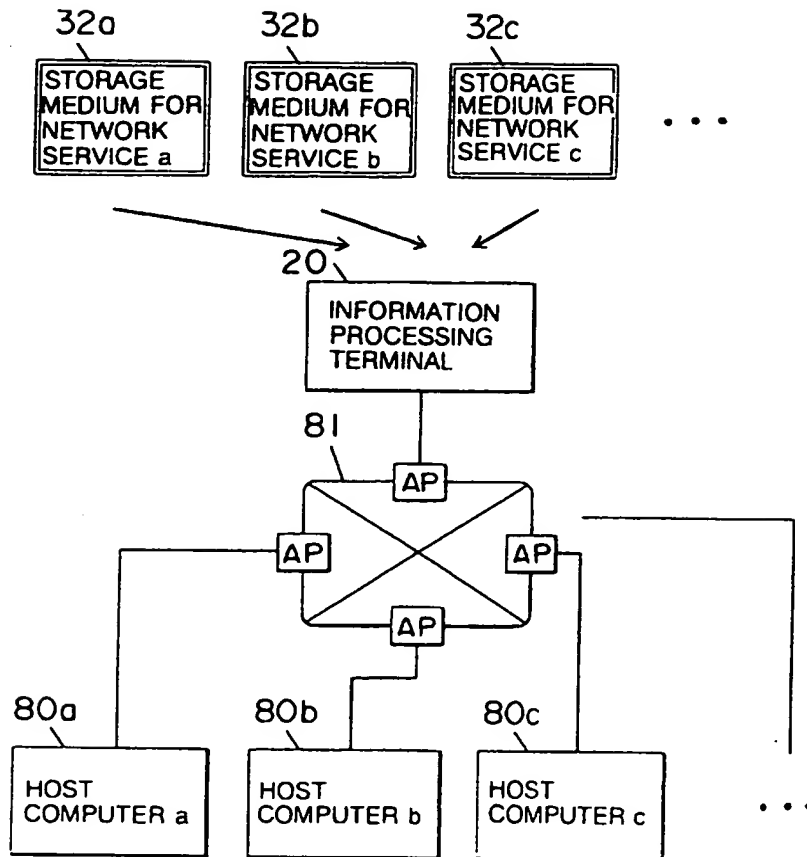 32a
32b
32c
STORAGE
MEDIUM FOR
NETWORK
SERVICE a
STORAGE
MEDIUM FOR
NETWORK
SERVICE b
STORAGE
MEDIUM FOR
NETWORK
SERVICE c
• • •
20
INFORMATION
PROCESSING
TERMINAL
81
AP
AP
AP
AP
80a
80b
80c
HOST
COMPUTER a
HOST
COMPUTER b
HOST
COMPUTER c
• • •